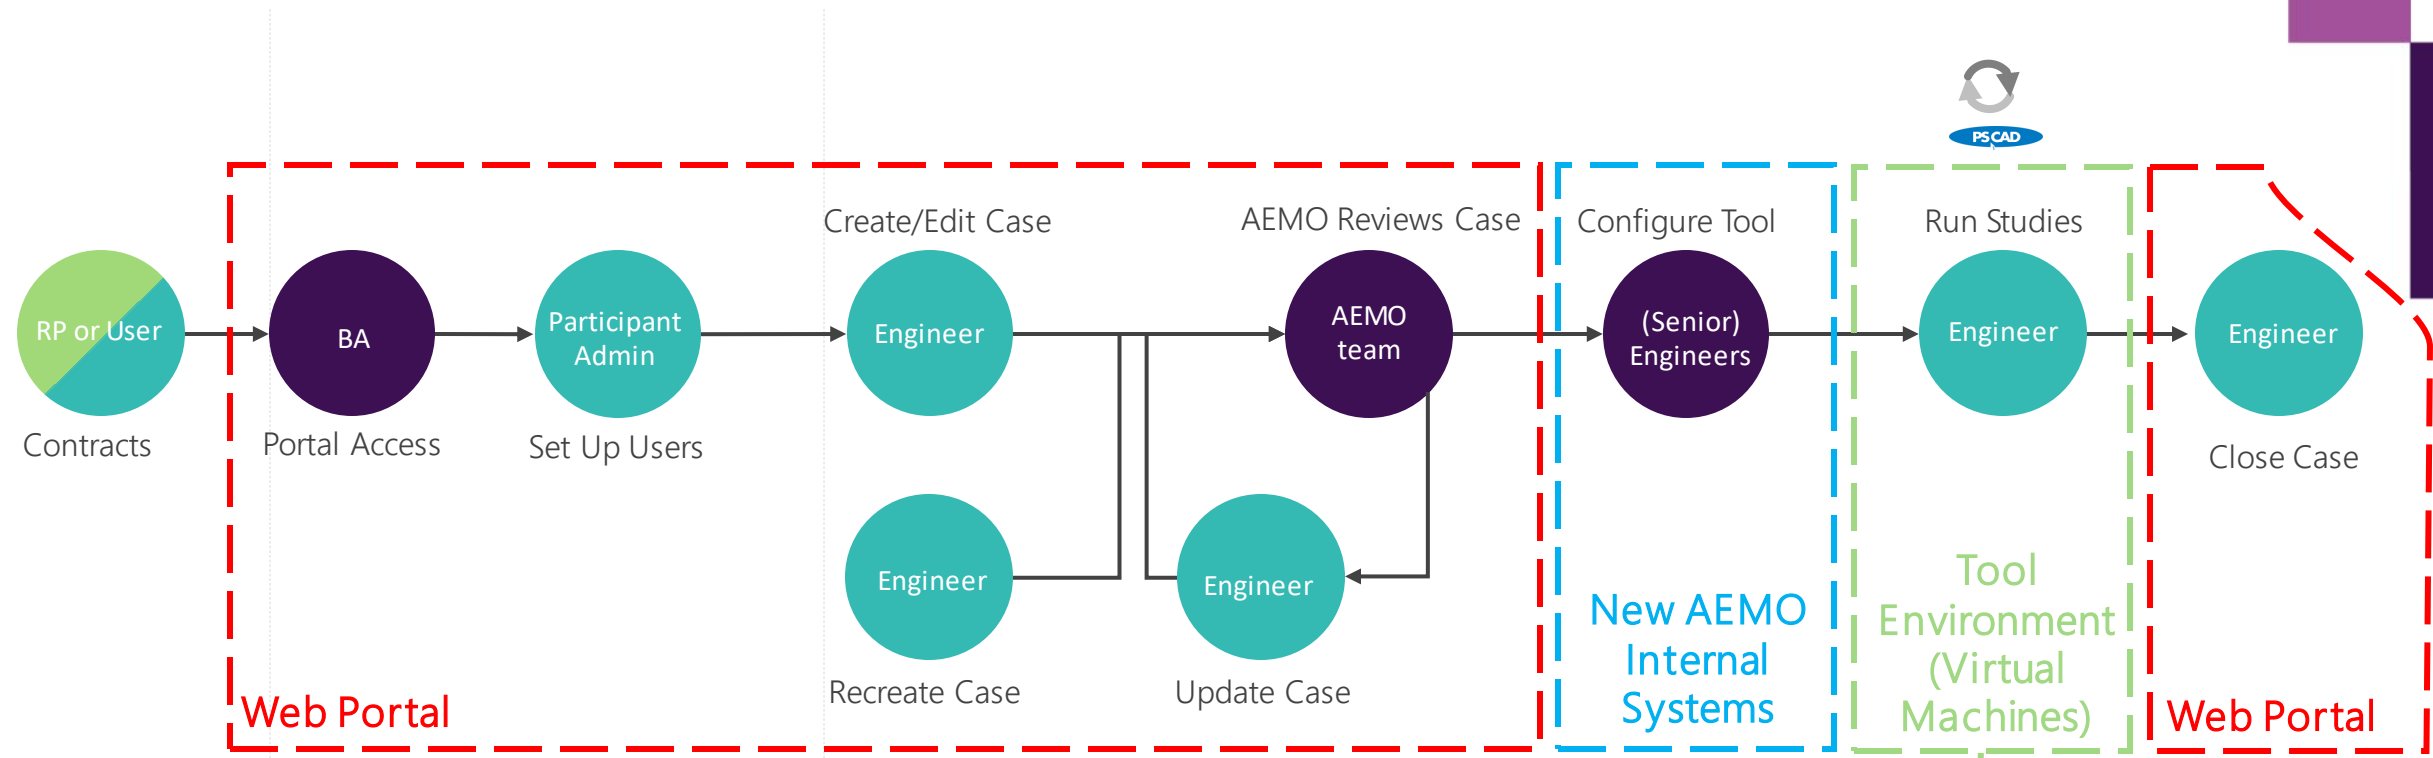 PSCAD
Create/Edit Case
AEMO Reviews Case
Configure Tool
Run Studies
RP or User
BA
Participant
Admin
Engineer
AEMO
team
(Senior)
Engineers
Engineer
Engineer
Contracts
Portal Access
Set Up Users
Close Case
Engineer
Engineer
Recreate Case
Update Case
Web Portal
New AEMO
Internal
Systems
Tool
Environment
(Virtual
Machines)
Web Portal